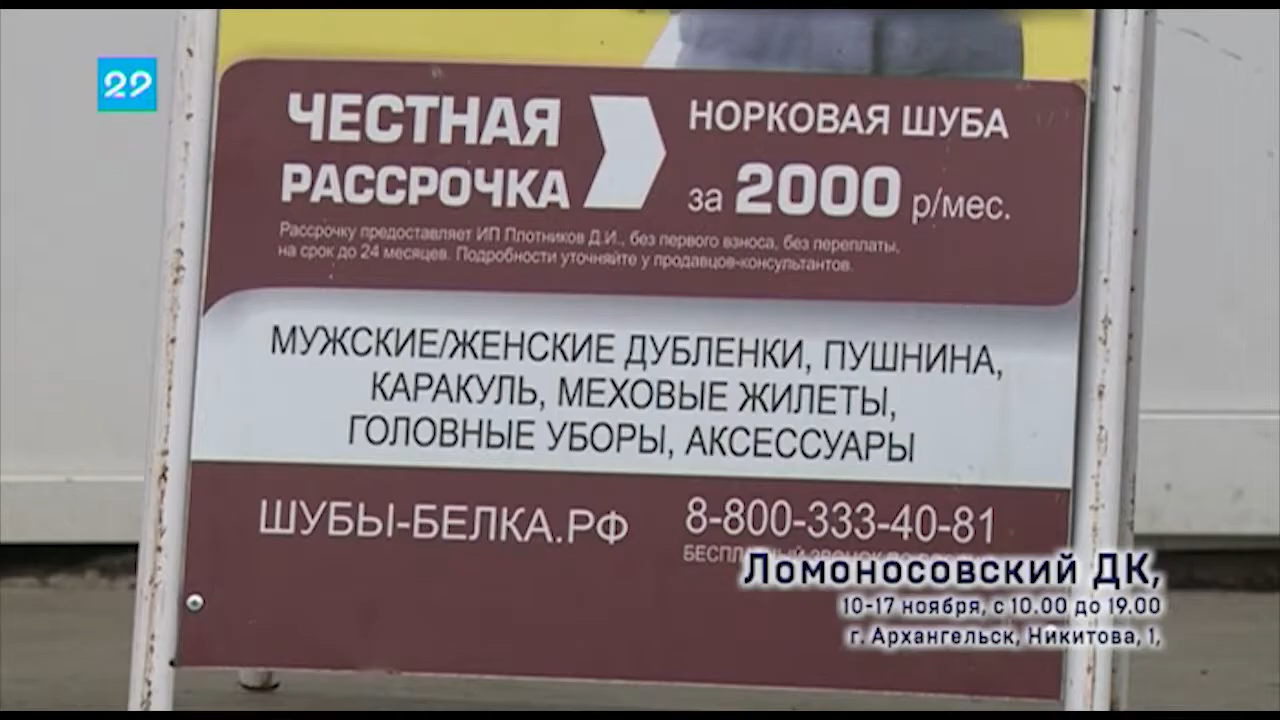 29
ЧЕСТНАЯ
РАССРОЧКА
НОРКОВАЯ ШУБА
за 2000 р/мес.
Рассрочку предоставляет ИП Плотников Д.И., без первого взноса, без переплаты,
на срок до 24 месяцев. Подробности уточняйте у продавцов-консультантов.
МУЖСКИЕ/ЖЕНСКИЕ ДУБЛЕНКИ, ПУШНИНА,
КАРАКУЛЬ, МЕХОВЫЕ ЖИЛЕТЫ,
ГОЛОВНЫЕ УБОРЫ, АКСЕССУАРЫ
ШУБЫ-БЕЛКА.РФ
8-800-333-40-81
Ломоносовский ДК,
10-17 ноября, с 10.00 до 19.00
г. Архангельск, Никитова, 1,